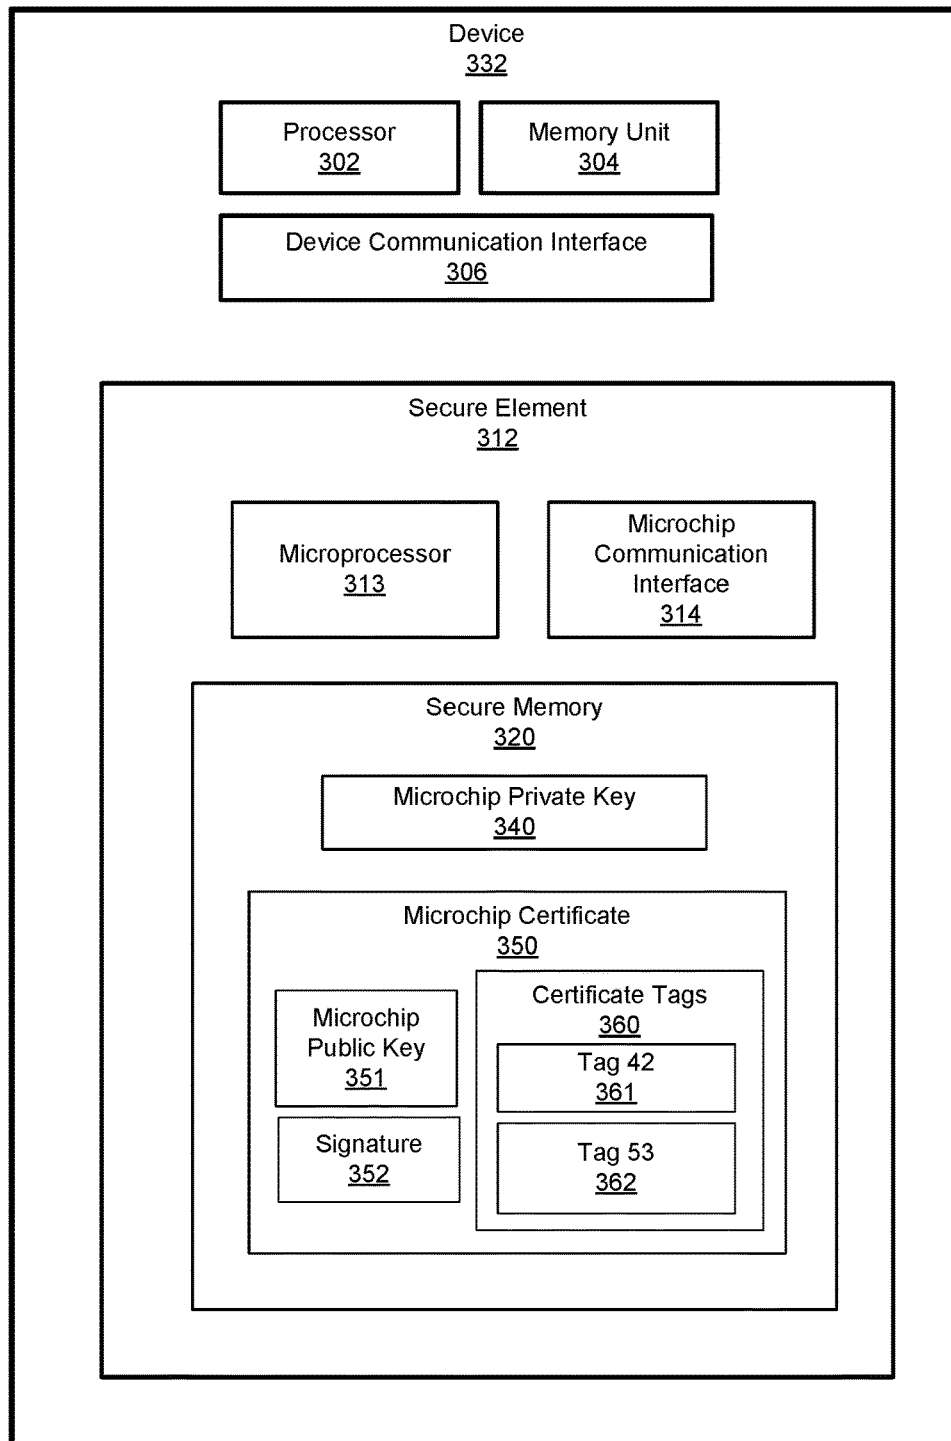 Device
332
Processor
302
Memory Unit
304
Device Communication Interface
306
Secure Element
312
Microprocessor
313
Microchip
Communication
Interface
314
Secure Memory
320
Microchip Private Key
340
Microchip Certificate
350
Microchip
Public Key
351
Signature
352
Certificate Tags
360
Tag 42
361
Tag 53
362